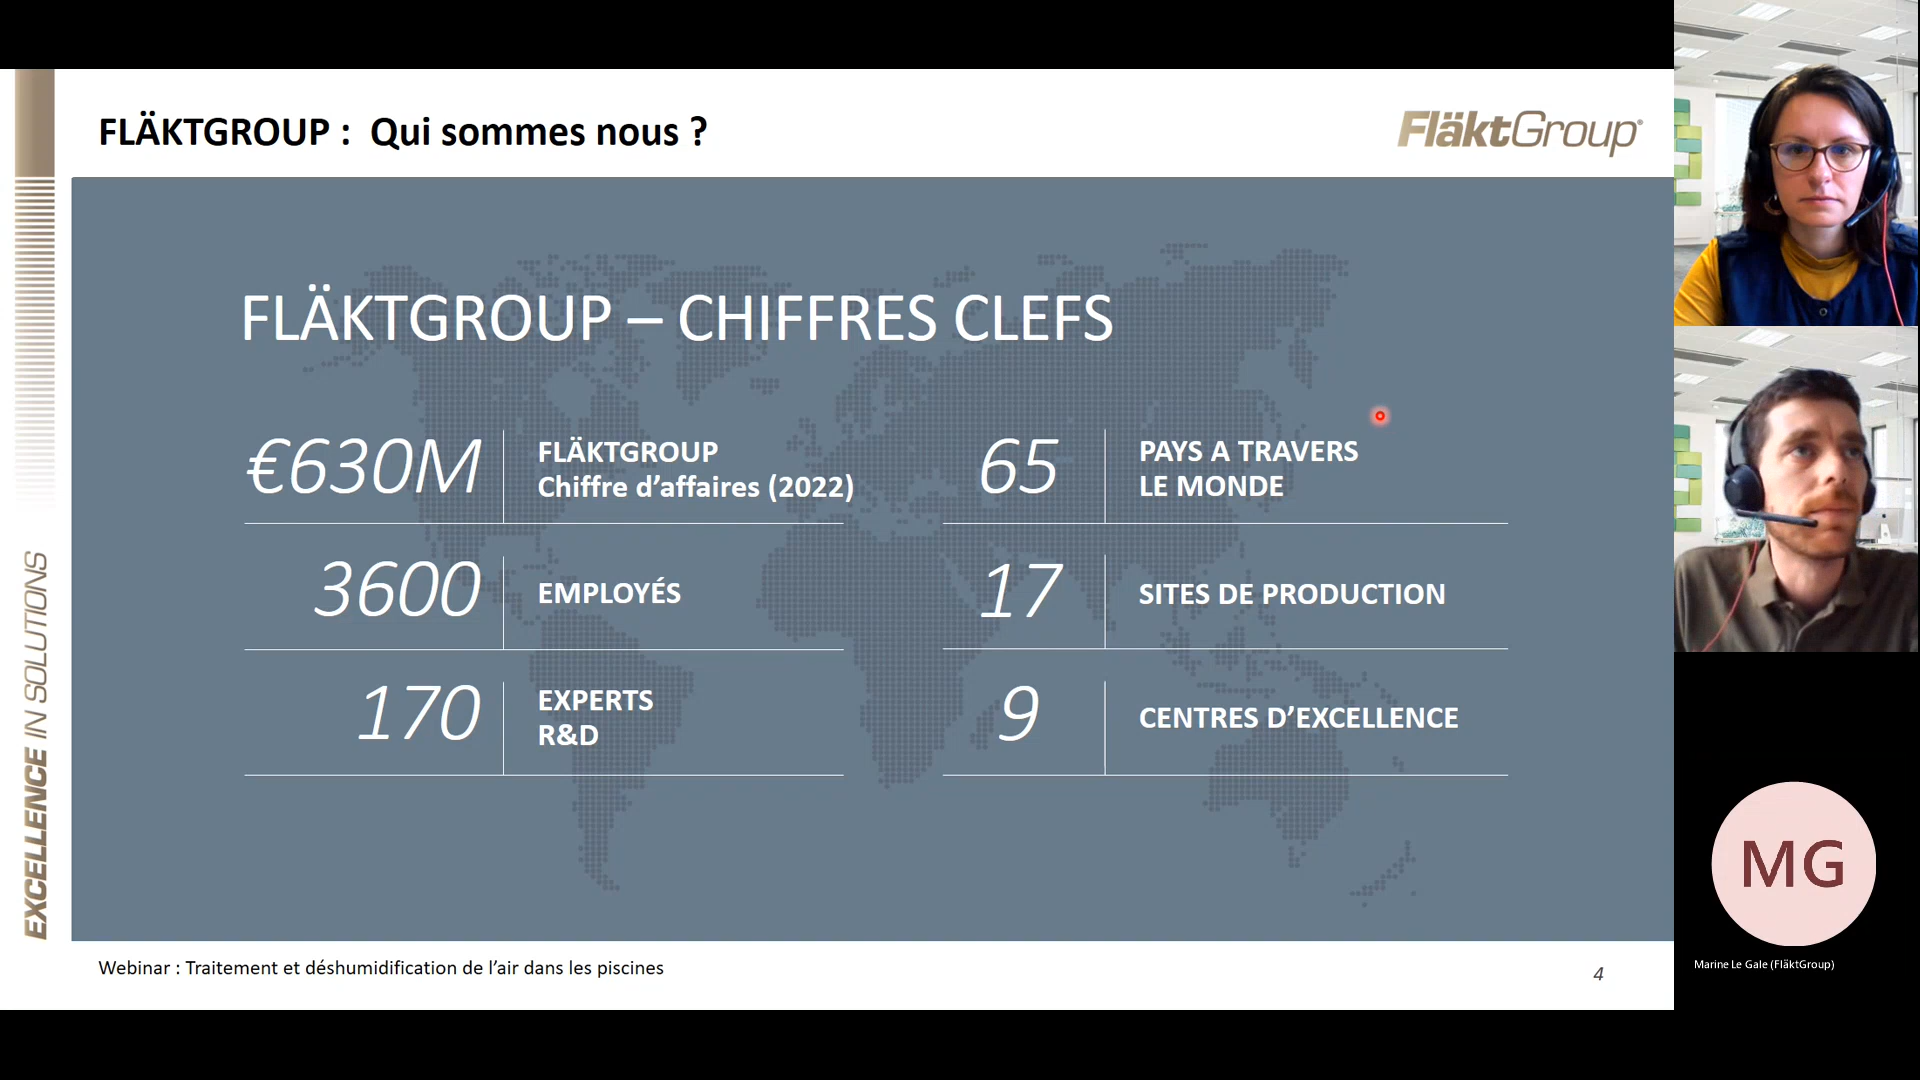 FLÄKTGROUP : Qui sommes nous ?
FläktGroup®
FLÄKTGROUP – CHIFFRES CLEFS
€630M
FLÄKTGROUP
Chiffre d’affaires (2022)
65
PAYS A TRAVERS
LE MONDE
3600
EMPLOYÉS
17
SITES DE PRODUCTION
170
EXPERTS
R&D
9
CENTRES D’EXCELLENCE
EXCELLENCE IN SOLUTIONS
Webinar : Traitement et déshumidification de l’air dans les piscines
4
MG
Marine Le Gale (FläktGroup)